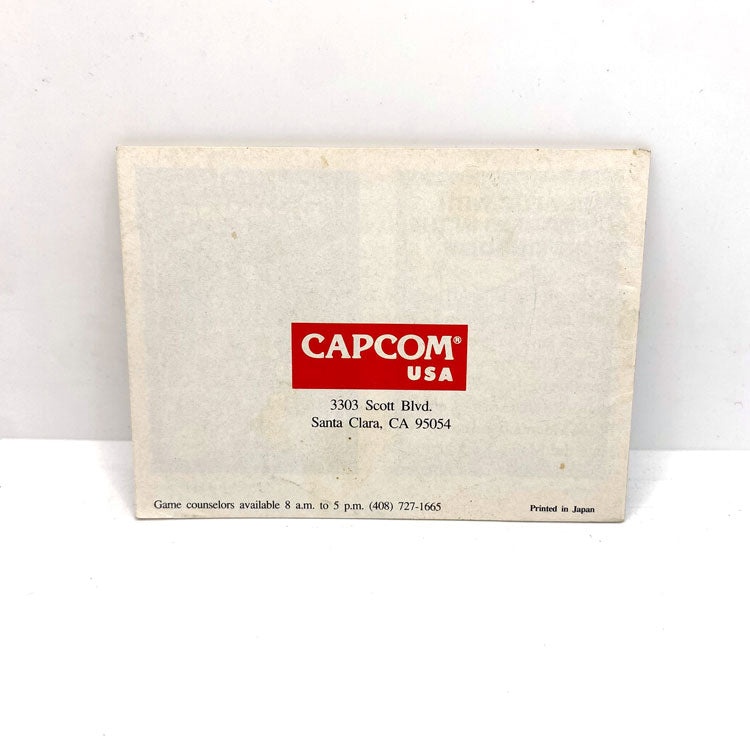 CAPCOM®
USA
3303 Scott Blvd.
Santa Clara, CA 95054
Game counselors available 8 a.m. to 5 p.m. (408) 727-1665
Printed in Japan